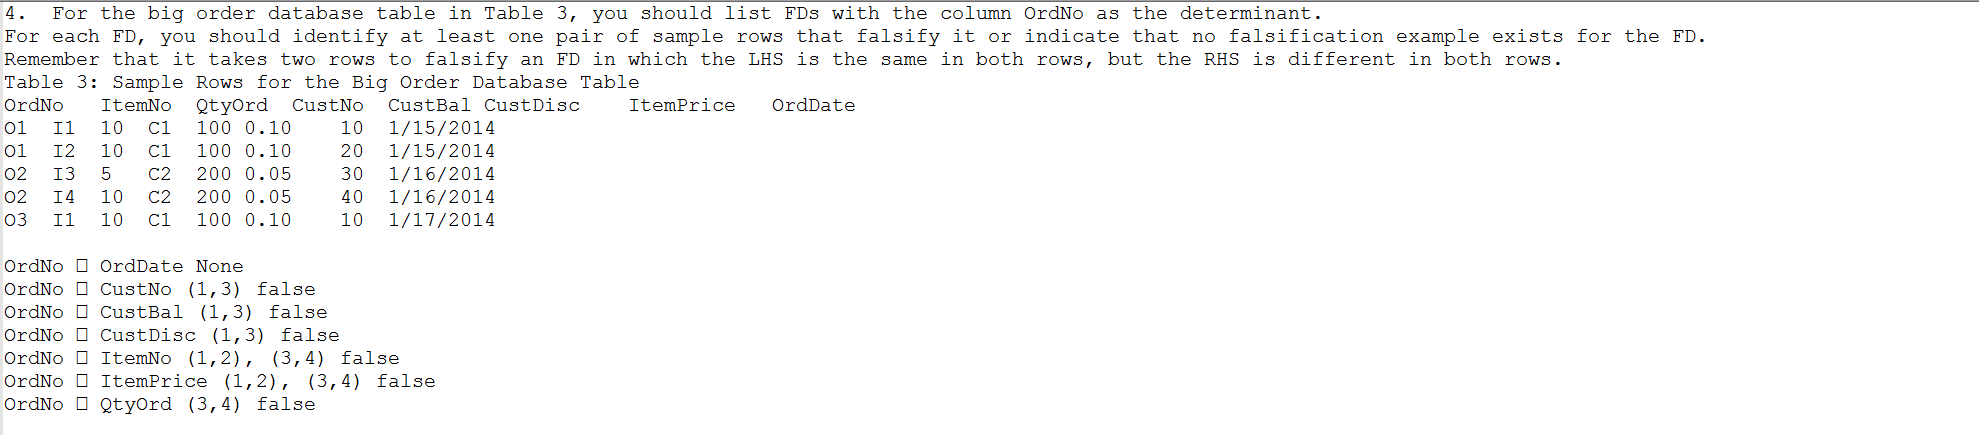 4.  For the big order database table in Table 3, you should list FDs with the column OrdNo as the determinant.
For each FD, you should identify at least one pair of sample rows that falsify it or indicate that no falsification example exists for the FD.
Remember that it takes two rows to falsify an FD in which the LHS is the same in both rows, but the RHS is different in both rows.
Table 3: Sample Rows for the Big Order Database Table
OrdNo   ItemNo  QtyOrd  CustNo  CustBal CustDisc    ItemPrice   OrdDate
O1  I1  10  C1  100 0.10    10  1/15/2014
O1  I2  10  C1  100 0.10    20  1/15/2014
O2  I3  5   C2  200 0.05    30  1/16/2014
O2  I4  10  C2  200 0.05    40  1/16/2014
O3  I1  10  C1  100 0.10    10  1/17/2014
OrdNo  OrdDate None
OrdNo  CustNo (1,3) false
OrdNo  CustBal (1,3) false
OrdNo  CustDisc (1,3) false
OrdNo  ItemNo (1,2), (3,4) false
OrdNo  ItemPrice (1,2), (3,4) false
OrdNo  QtyOrd (3,4) false